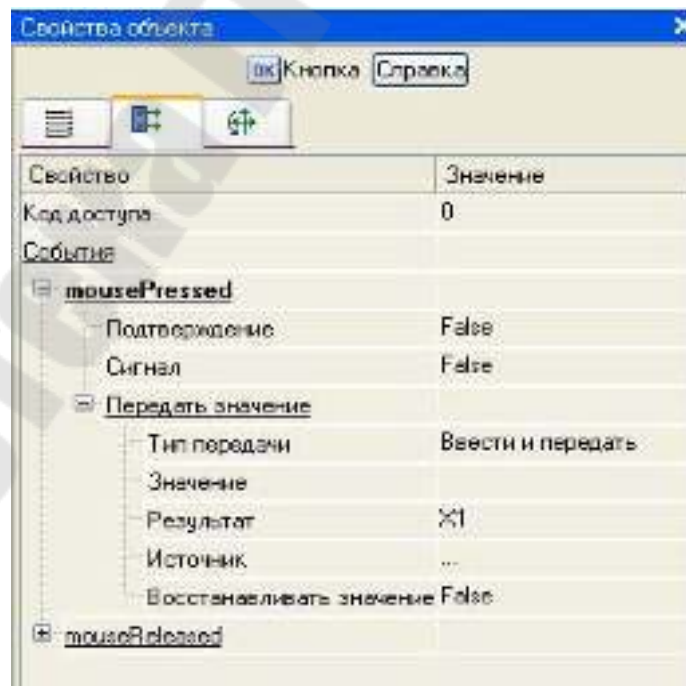 Свойства объекта
OK Кнопка Справка
Свойство Значение
Код доступа 0
События
mousePressed
Подтверждение False
Сигнал False
Передать значение
Тип передачи Ввести и передать
Значение
Результат X1
Источник ...
Восстанавливать значение False
mouseReleased